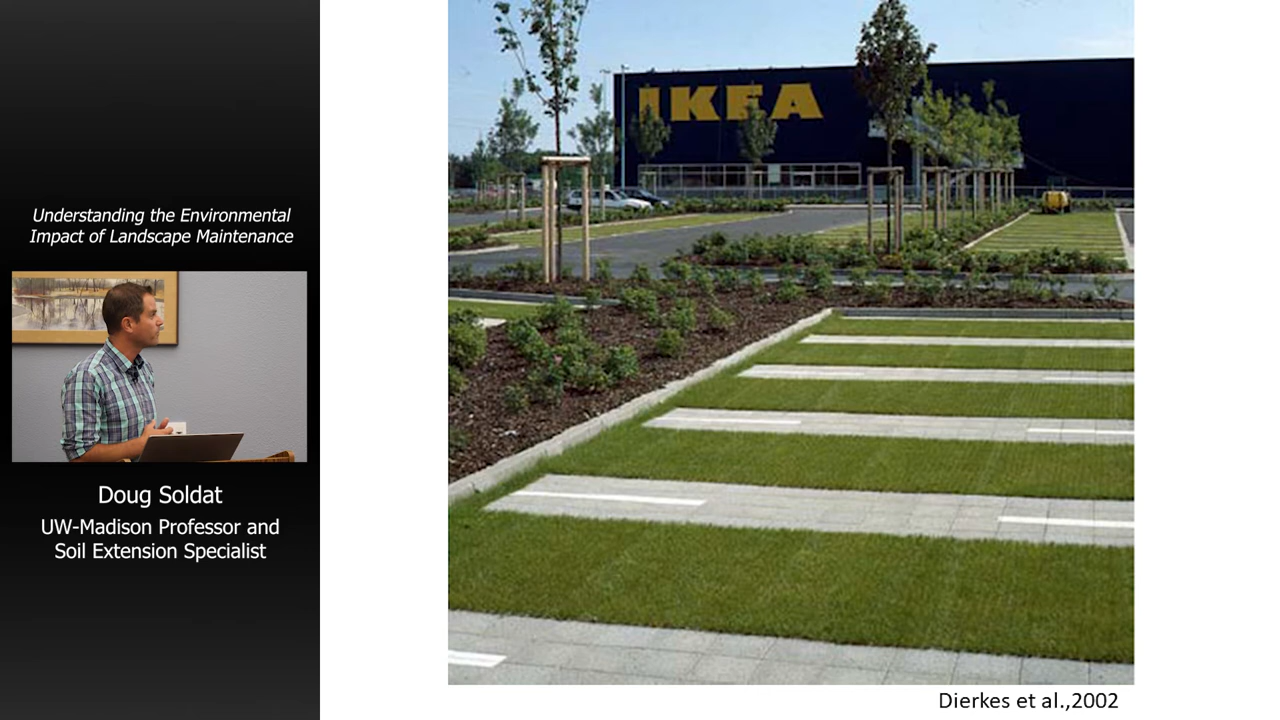 Understanding the Environmental
Impact of Landscape Maintenance
Doug Soldat
UW-Madison Professor and
Soil Extension Specialist
IKEA
Dierkes et al.,2002